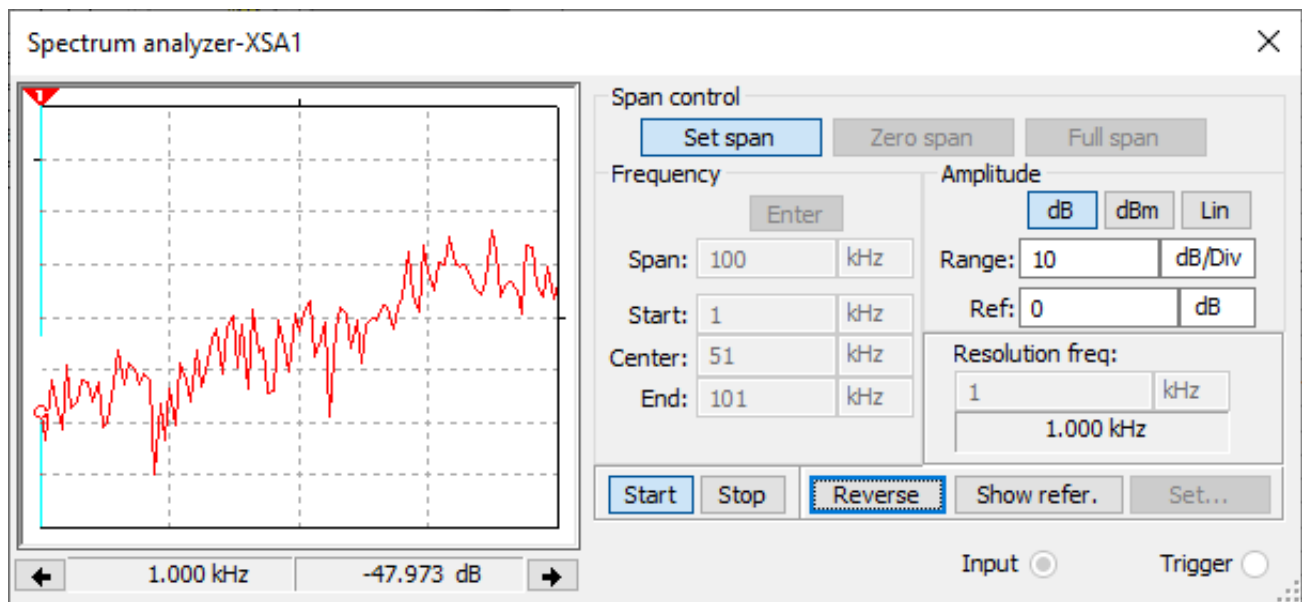 Spectrum analyzer-XSA1
1
Span control
Set span Zero span Full span
Frequency
Enter
Span: 100 kHz
Start: 1 kHz
Center: 51 kHz
End: 101 kHz
Amplitude
dB dBm Lin
Range: 10 dB/Div
Ref: 0 dB
Resolution freq:
1 kHz
1.000 kHz
Start Stop Reverse Show refer. Set...
1.000 kHz -47.973 dB
Input Trigger